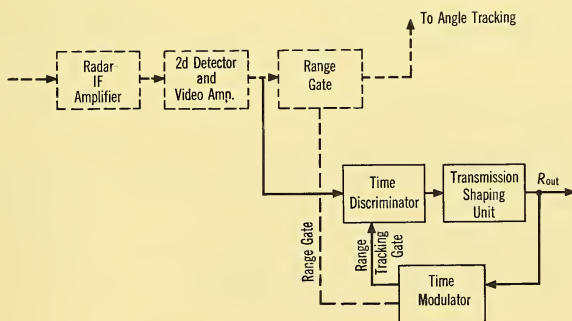 To Angle Tracking
Radar
IF
Amplifier
2d Detector
and
Video Amp.
Range
Gate
Time
Discriminator
Transmission
Shaping
Unit
Rout
Range Gate
Range
Tracking
Gate
Time
Modulator